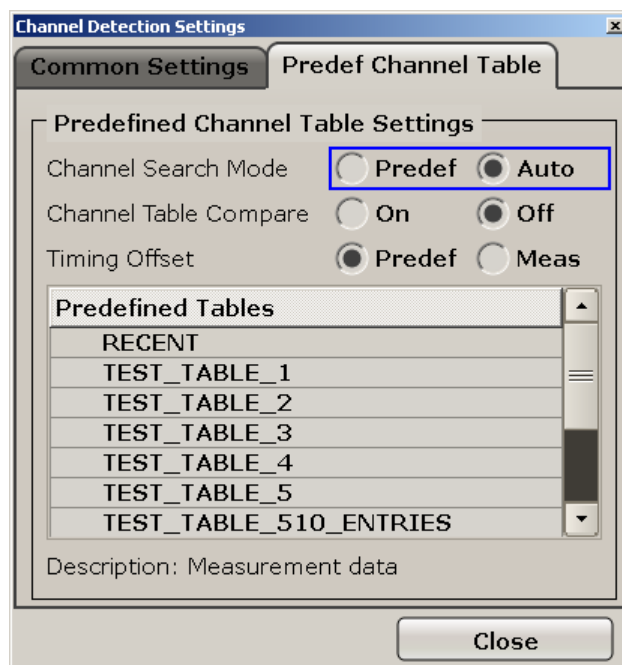 Channel Detection Settings
Common Settings Predef Channel Table
Predefined Channel Table Settings
Channel Search Mode Predef Auto
Channel Table Compare On Off
Timing Offset Predef Meas
Predefined Tables
RECENT
TEST_TABLE_1
TEST_TABLE_2
TEST_TABLE_3
TEST_TABLE_4
TEST_TABLE_5
TEST_TABLE_510_ENTRIES
Description: Measurement data
Close